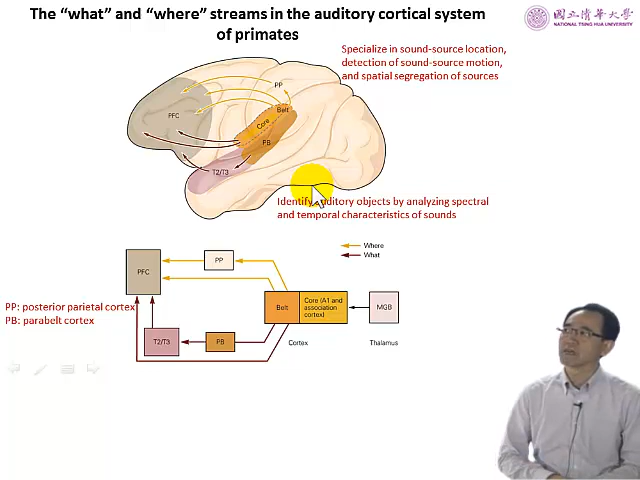 The “what” and “where” streams in the auditory cortical system
of primates
國立清華大學
NATIONAL TSING HUA UNIVERSITY
Specialize in sound-source location,
detection of sound-source motion,
and spatial segregation of sources
PP
PFC
Belt
Core
PB
T2/T3
Identify auditory objects by analyzing spectral
and temporal characteristics of sounds
Where
What
PP
PFC
Belt
Core (A1 and
association
cortex)
MGB
PP: posterior parietal cortex
PB: parabelt cortex
T2/T3
PB
Cortex
Thalamus